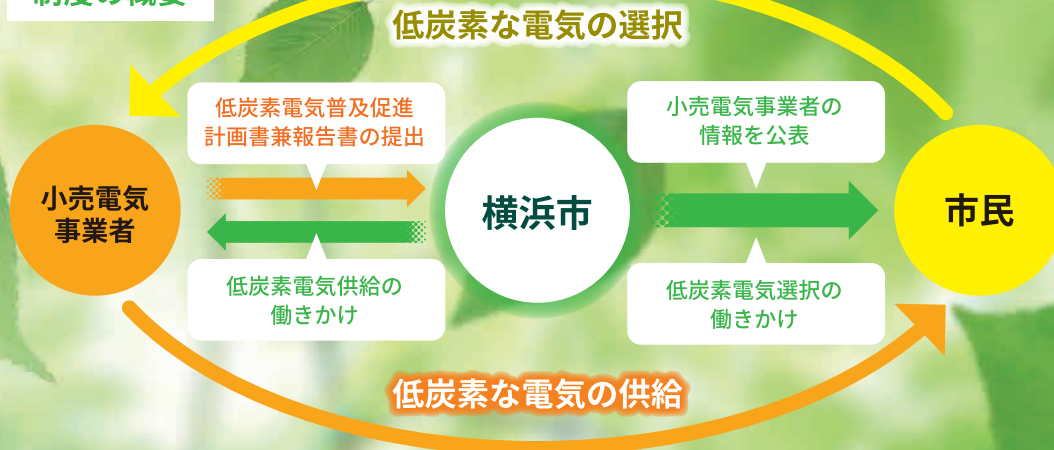 制度の概要
低炭素な電気の選択
低炭素電気普及促進
計画書兼報告書の提出
小売電気事業者の
情報を公表
小売電気
事業者
横浜市
市民
低炭素電気供給の
働きかけ
低炭素電気選択の
働きかけ
低炭素な電気の供給